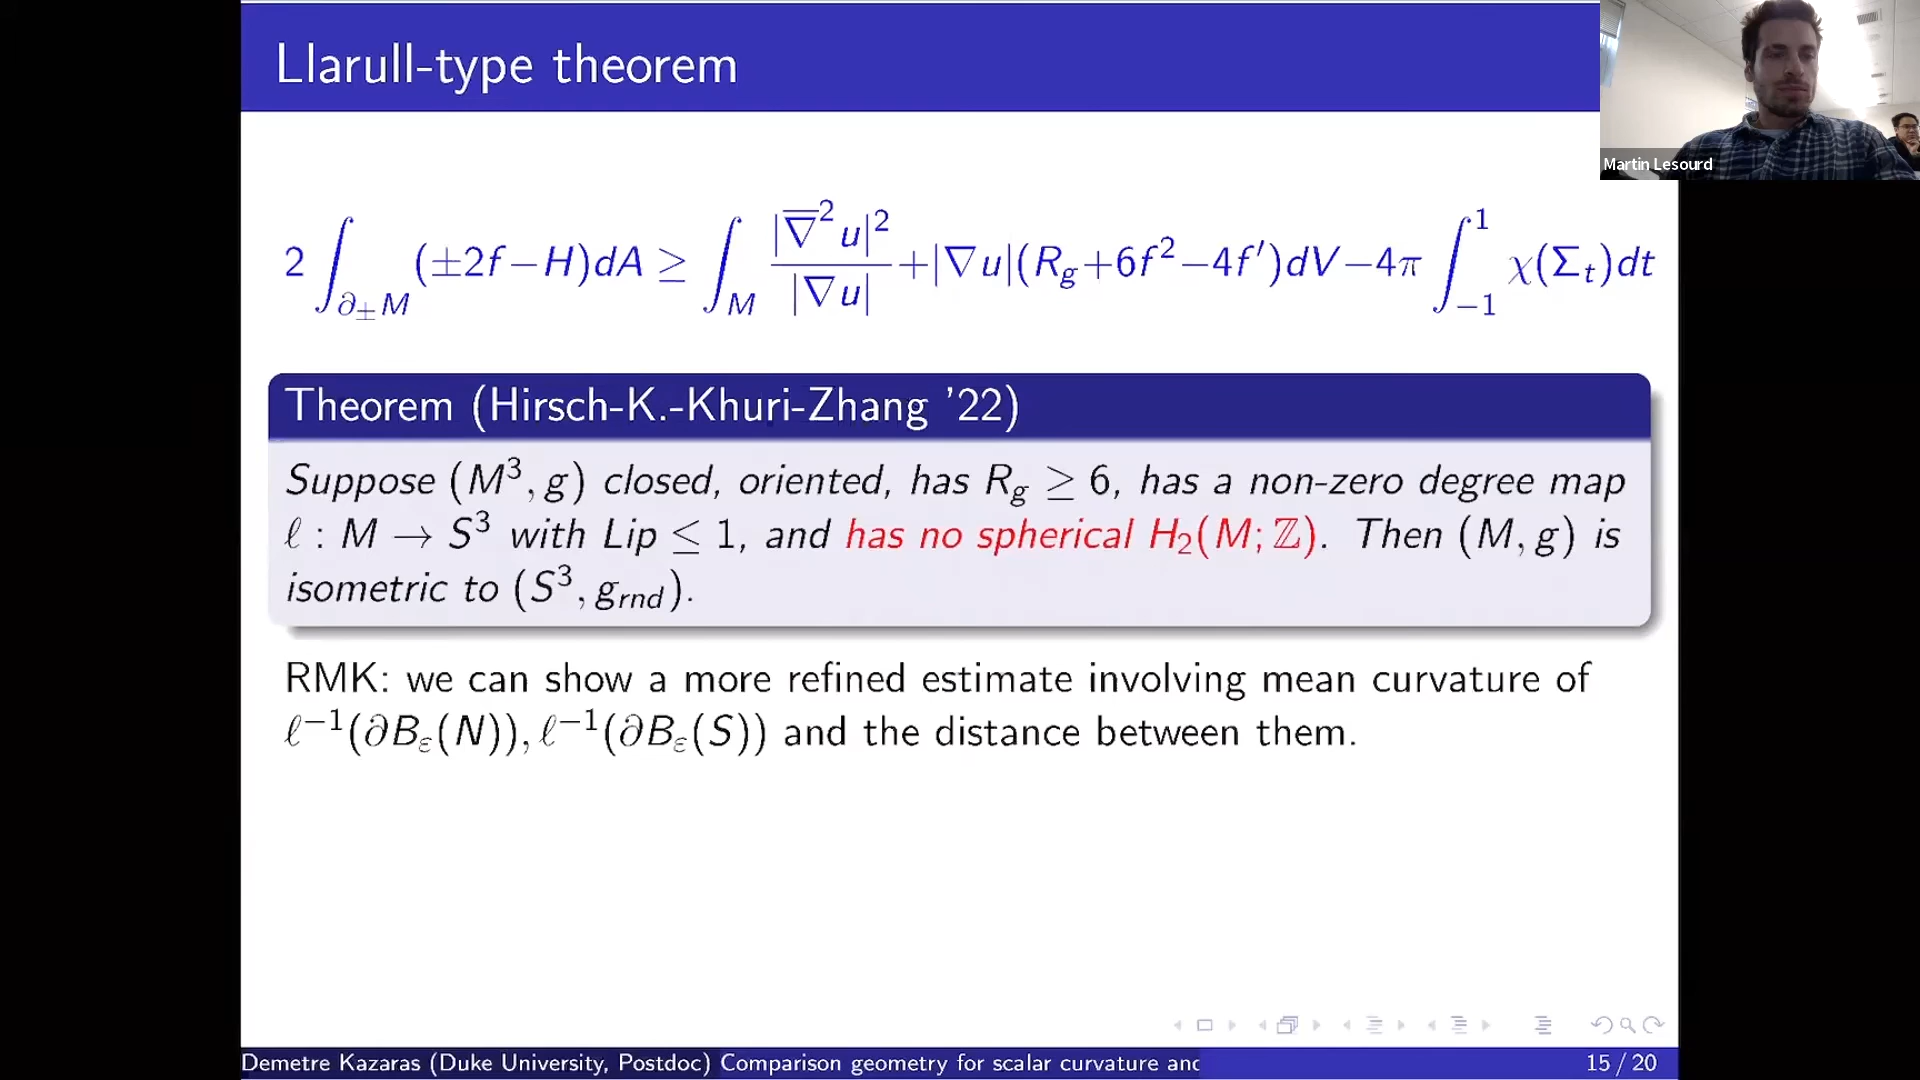 Llarull-type theorem
Martin Lesourd
2 ∫_{∂±M} (±2f−H)dA ≥ ∫_M |∇̅²u|²/|∇u| + |∇u|(R_g+6f²−4f′)dV − 4π ∫_{−1}^{1} χ(Σ_t)dt
Theorem (Hirsch-K.-Khuri-Zhang ’22)
Suppose (M³, g) closed, oriented, has R_g ≥ 6, has a non-zero degree map
ℓ : M → S³ with Lip ≤ 1, and has no spherical H₂(M; ℤ). Then (M, g) is
isometric to (S³, g_{rnd}).
RMK: we can show a more refined estimate involving mean curvature of
ℓ⁻¹(∂B_ε(N)), ℓ⁻¹(∂B_ε(S)) and the distance between them.
Demetre Kazaras (Duke University, Postdoc) Comparison geometry for scalar curvature and 15 / 20